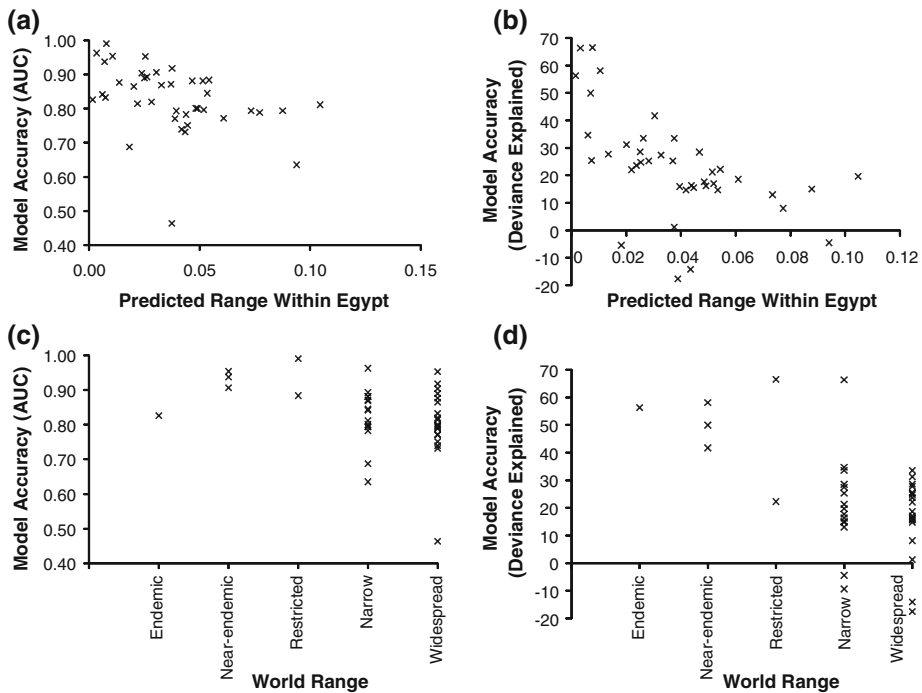 (a)
Model Accuracy (AUC)
1.00
0.90
0.80
0.70
0.60
0.50
0.40
0.00 0.05 0.10 0.15
Predicted Range Within Egypt
(b)
Model Accuracy
(Deviance Explained)
70
60
50
40
30
20
10
0
-10
-20
0 0.02 0.04 0.06 0.08 0.10 0.12
Predicted Range Within Egypt
(c)
Model Accuracy (AUC)
1.00
0.90
0.80
0.70
0.60
0.50
0.40
Endemic
Near-endemic
Restricted
Narrow
Widespread
World Range
(d)
Model Accuracy
(Deviance Explained)
70
60
50
40
30
20
10
0
-10
-20
Endemic
Near-endemic
Restricted
Narrow
Widespread
World Range